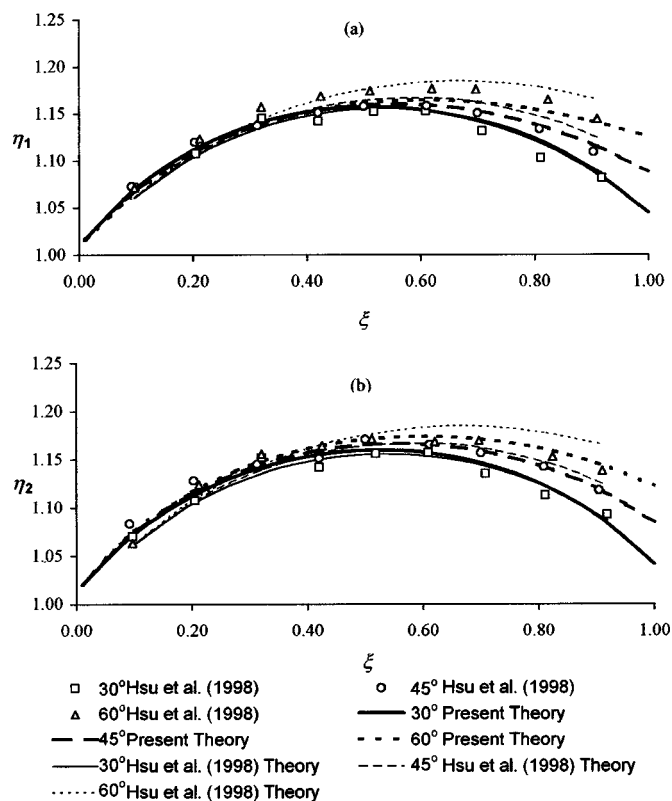 (a)
1.25
1.20
1.15
η1
1.10
1.05
1.00
0.00 0.20 0.40 0.60 0.80 1.00
ξ
(b)
1.25
1.20
1.15
η2
1.10
1.05
1.00
0.00 0.20 0.40 0.60 0.80 1.00
ξ
30°Hsu et al. (1998) 45° Hsu et al. (1998)
60°Hsu et al. (1998) 30° Present Theory
45°Present Theory 60° Present Theory
30°Hsu et al. (1998) Theory 45° Hsu et al. (1998) Theory
60°Hsu et al. (1998) Theory